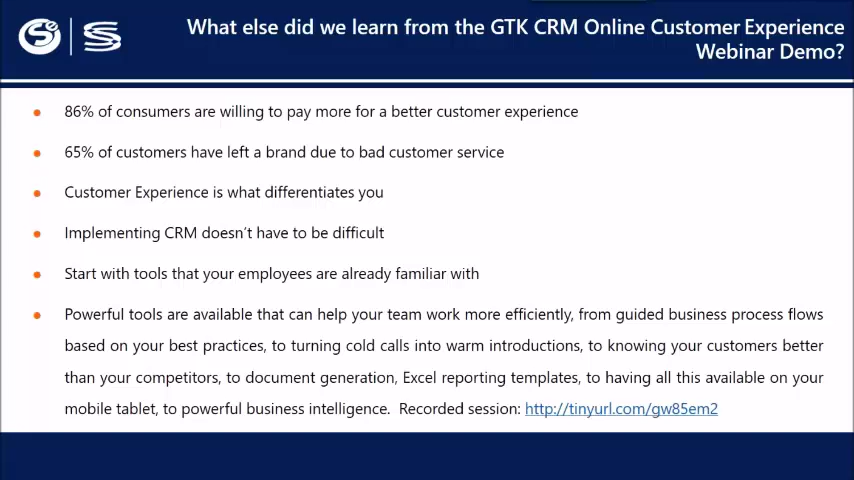 What else did we learn from the GTK CRM Online Customer Experience
Webinar Demo?
86% of consumers are willing to pay more for a better customer experience
65% of customers have left a brand due to bad customer service
Customer Experience is what differentiates you
Implementing CRM doesn't have to be difficult
Start with tools that your employees are already familiar with
Powerful tools are available that can help your team work more efficiently, from guided business process flows
based on your best practices, to turning cold calls into warm introductions, to knowing your customers better
than your competitors, to document generation, Excel reporting templates, to having all this available on your
mobile tablet, to powerful business intelligence.  Recorded session: http://tinyurl.com/gw85em2